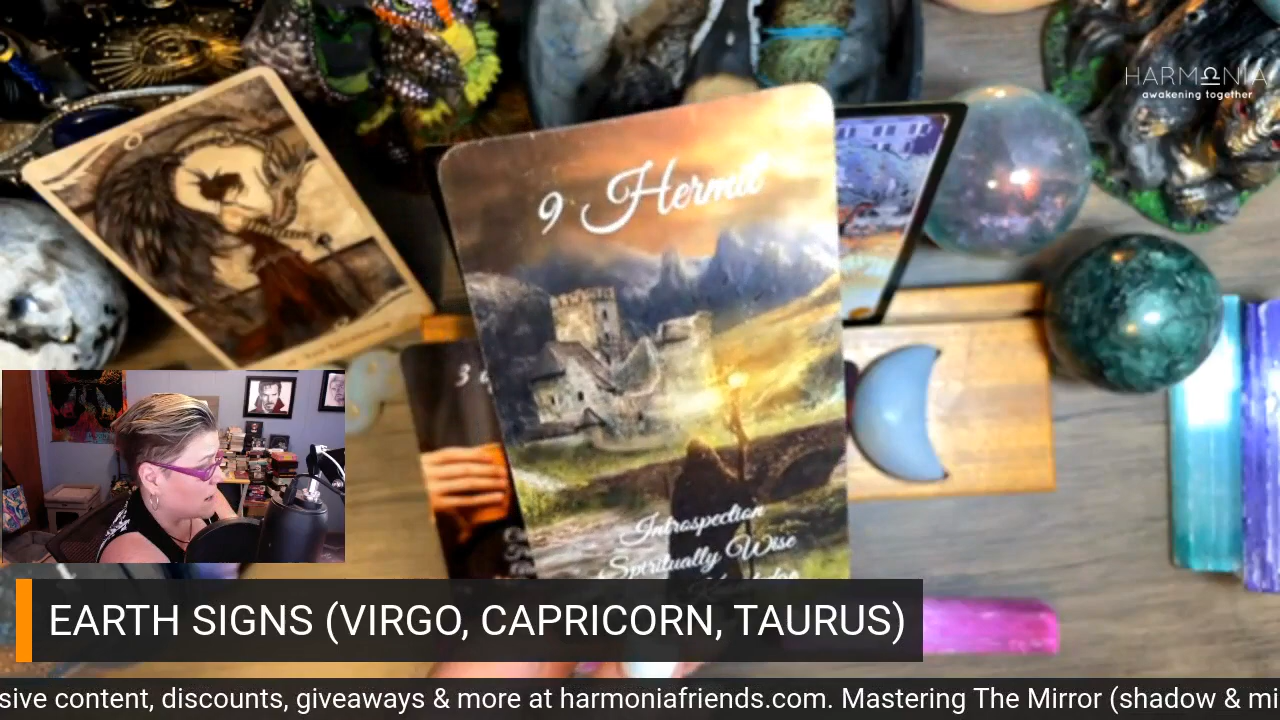 HARMONIA
awakening together
9 Hermit
3
Introspection
Spiritually Wise
EARTH SIGNS (VIRGO, CAPRICORN, TAURUS)
sive content, discounts, giveaways & more at harmoniafriends.com. Mastering The Mirror (shadow & mi